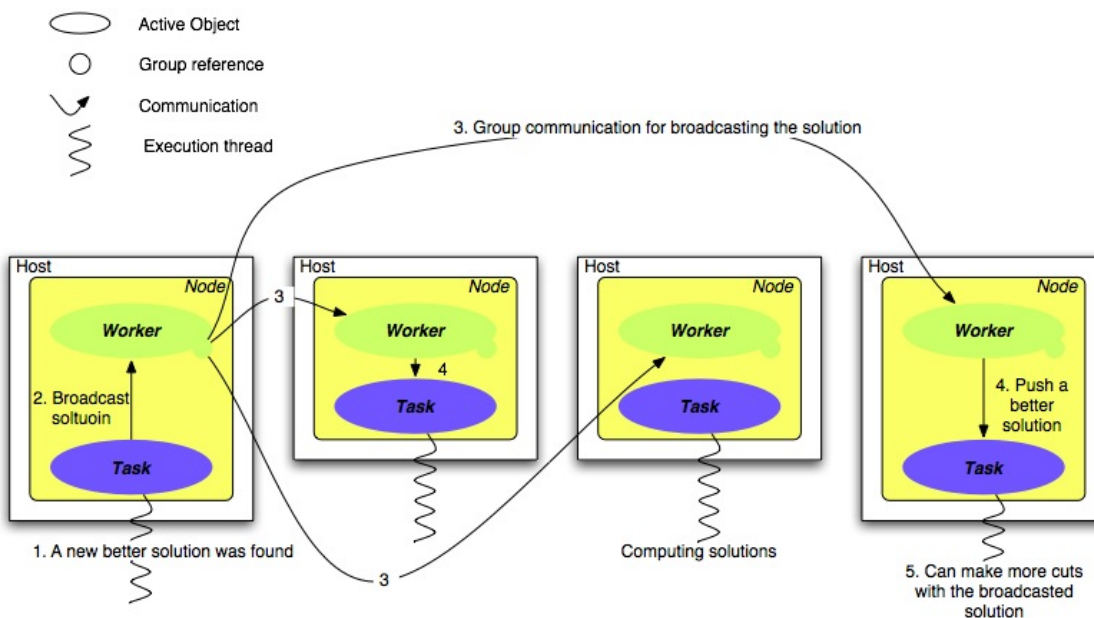 Active Object
Group reference
Communication
Execution thread
3. Group communication for broadcasting the solution
Host
Node
Worker
2. Broadcast
soltuoin
Task
1. A new better solution was found
3
Host
Node
Worker
4
Task
3
Host
Node
Worker
Task
Computing solutions
Host
Node
Worker
4. Push a
better
solution
Task
5. Can make more cuts
with the broadcasted
solution